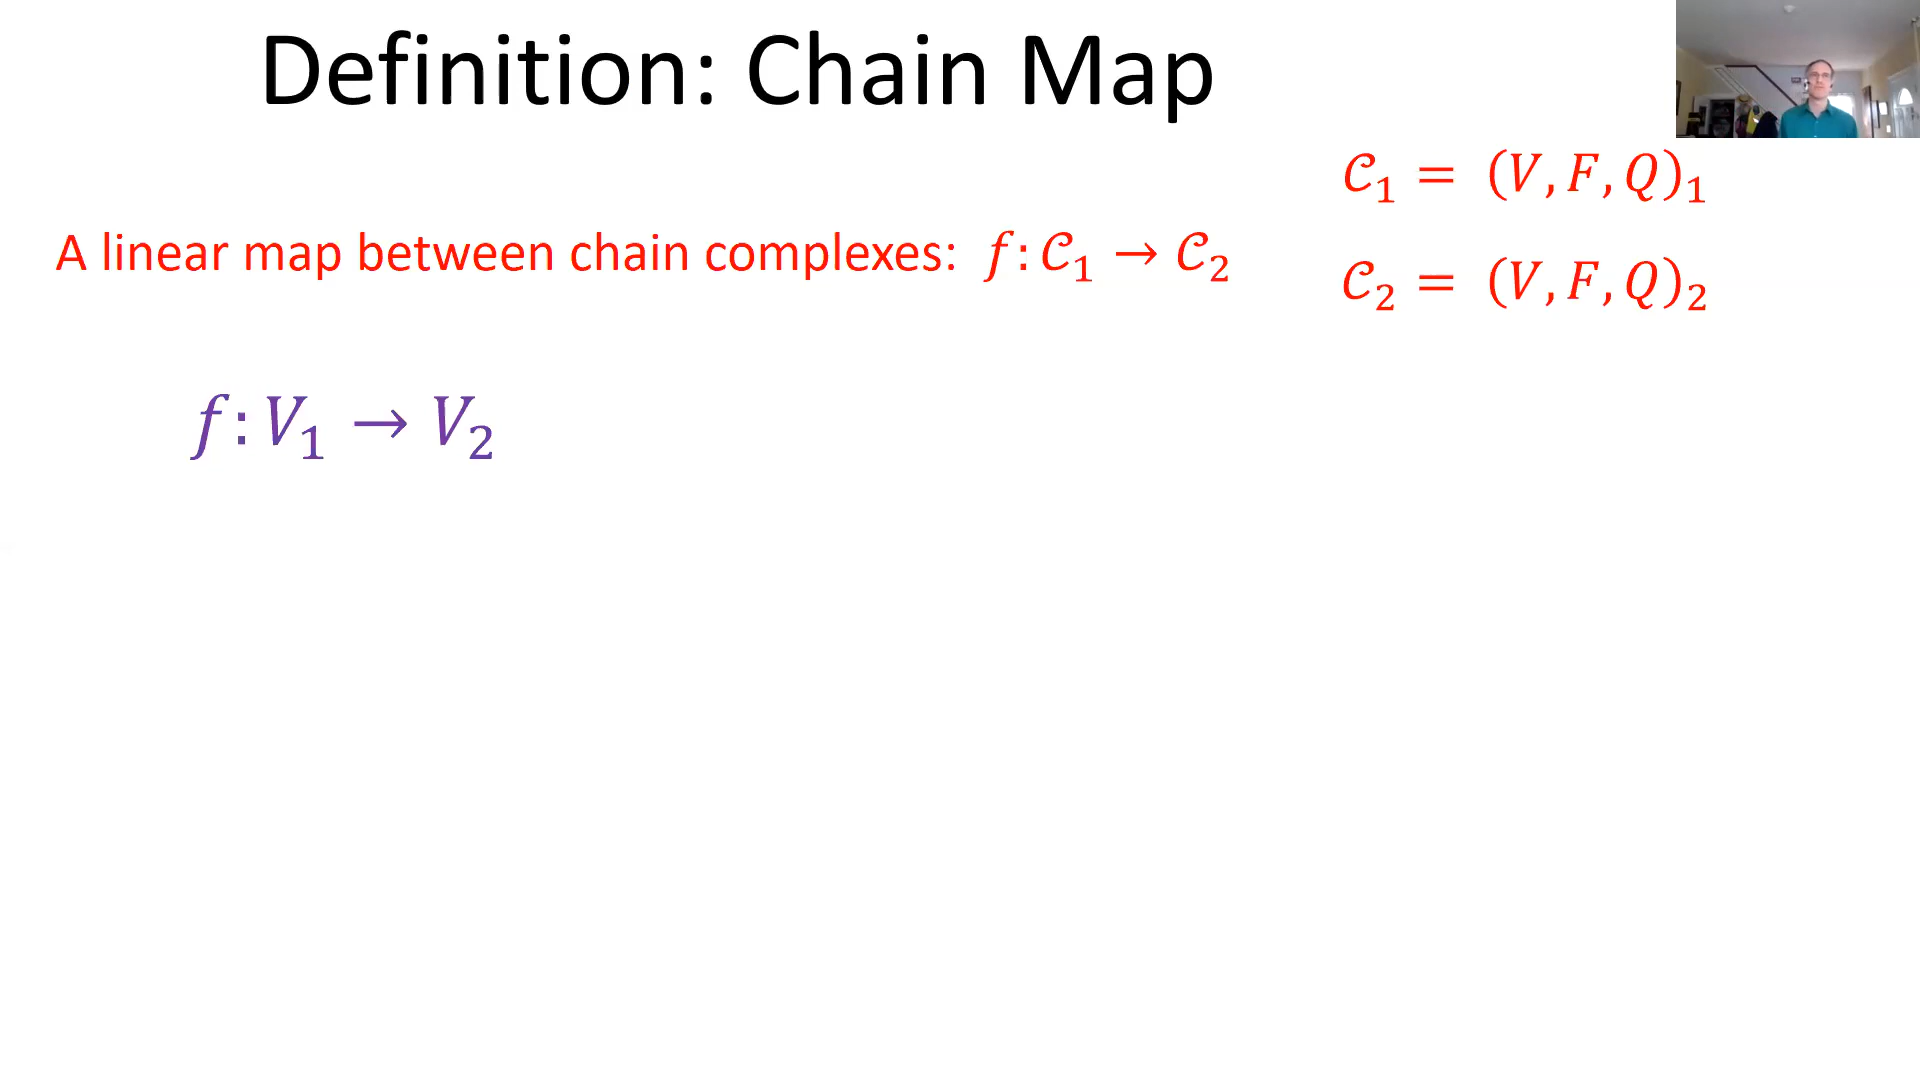 Definition: Chain Map
𝒞₁ = (V, F, Q)₁
A linear map between chain complexes: f: 𝒞₁ → 𝒞₂
𝒞₂ = (V, F, Q)₂
f: V₁ → V₂